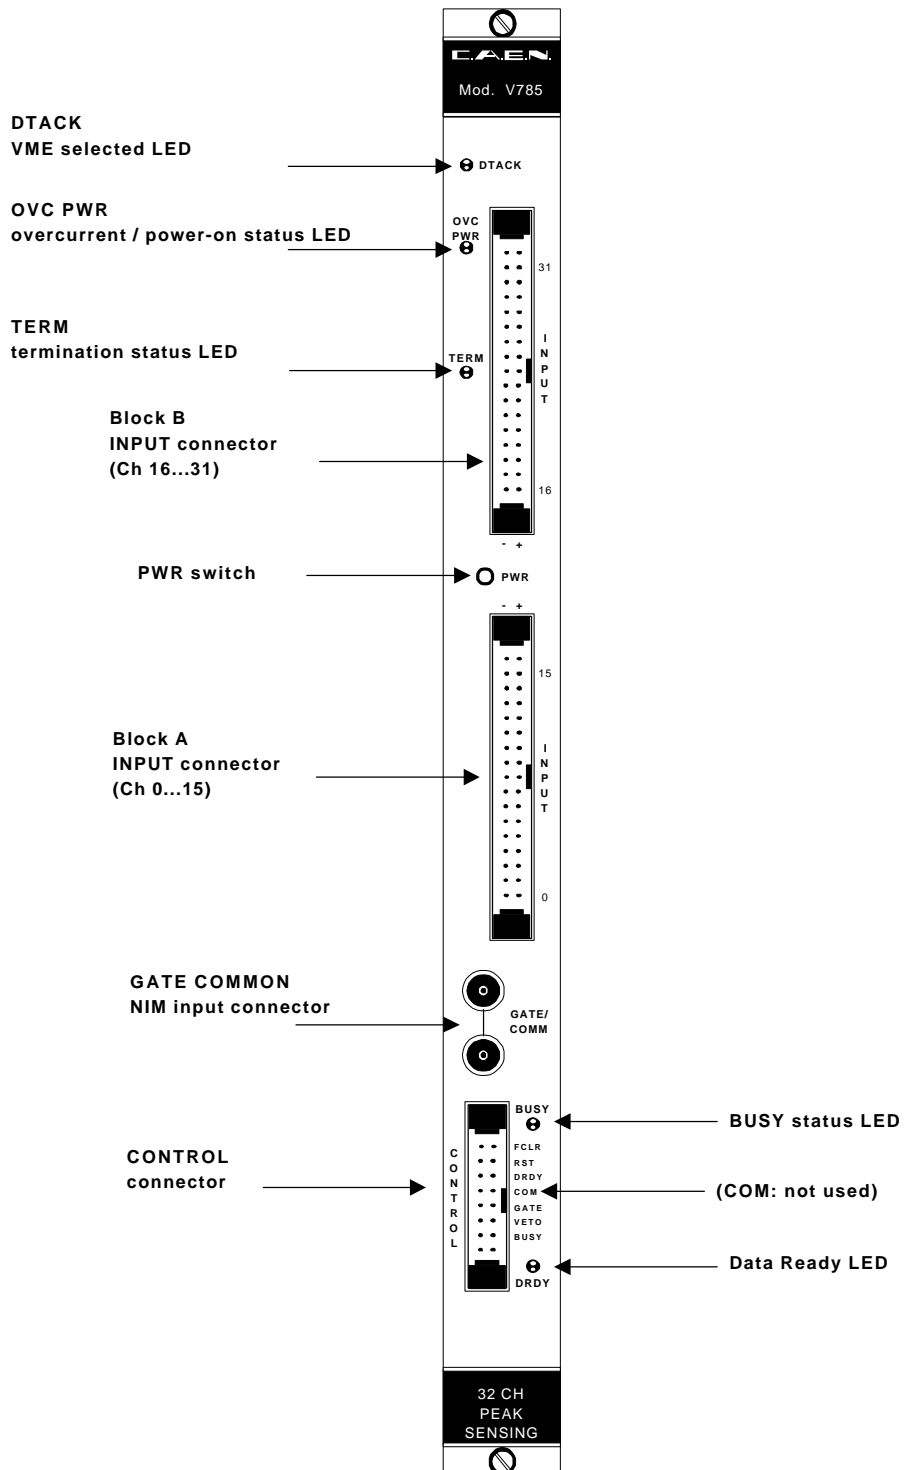 C.A.E.N.
Mod. V785
DTACK
VME selected LED
DTACK
OVC PWR
overcurrent / power-on status LED
OVC
PWR
31
TERM
termination status LED
TERM
INPUT
Block B
INPUT connector
(Ch 16...31)
16
- +
PWR switch
PWR
- +
15
Block A
INPUT connector
(Ch 0...15)
INPUT
0
GATE COMMON
NIM input connector
GATE/
COMM
BUSY
BUSY status LED
CONTROL
connector
CONTROL
FCLR
RST
DRDY
COM
GATE
VETO
BUSY
(COM: not used)
Data Ready LED
DRDY
32 CH
PEAK
SENSING